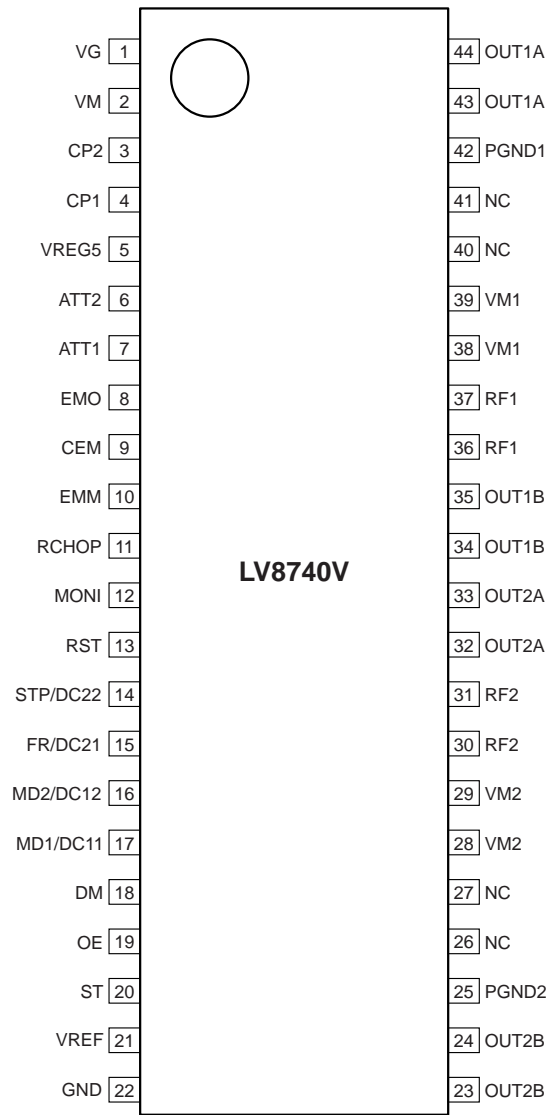 VG 1 44 OUT1A
VM 2 43 OUT1A
CP2 3 42 PGND1
CP1 4 41 NC
VREG5 5 40 NC
ATT2 6 39 VM1
ATT1 7 38 VM1
EMO 8 37 RF1
CEM 9 36 RF1
EMM 10 35 OUT1B
RCHOP 11 34 OUT1B
LV8740V
MONI 12 33 OUT2A
RST 13 32 OUT2A
STP/DC22 14 31 RF2
FR/DC21 15 30 RF2
MD2/DC12 16 29 VM2
MD1/DC11 17 28 VM2
DM 18 27 NC
OE 19 26 NC
ST 20 25 PGND2
VREF 21 24 OUT2B
GND 22 23 OUT2B